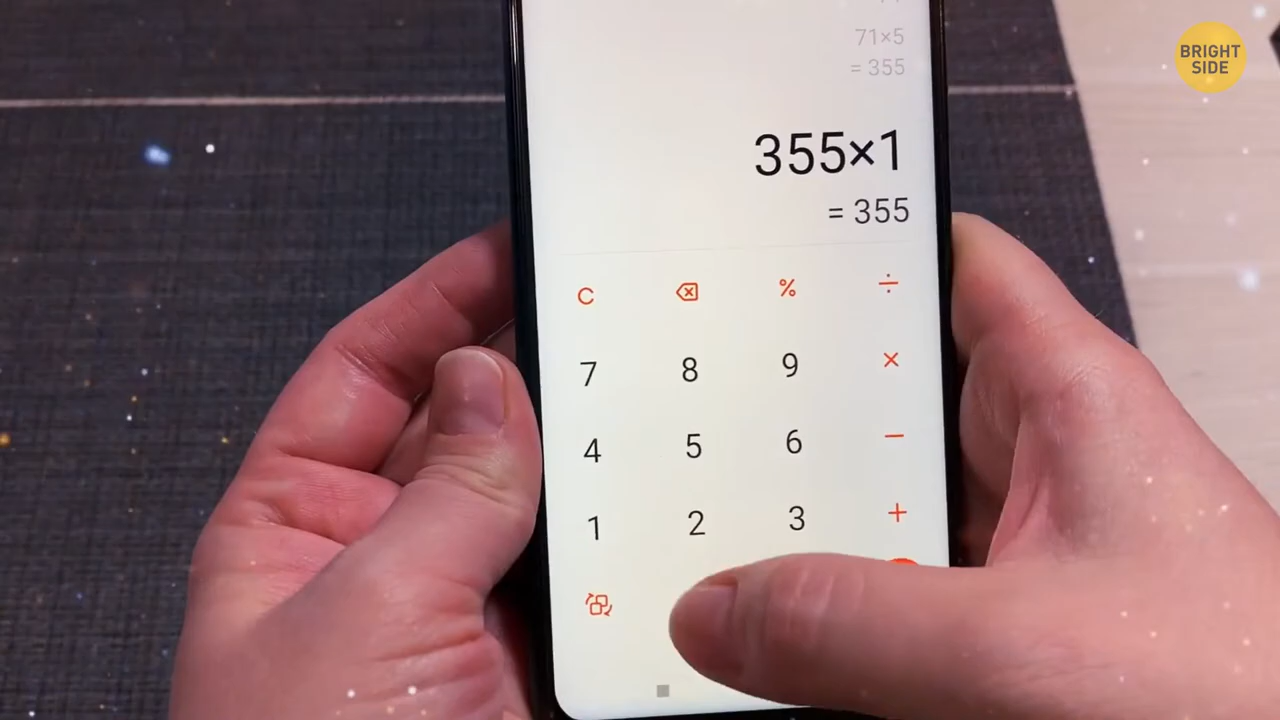 BRIGHT
SIDE
71×5
= 355
355×1
= 355
C % ÷
7 8 9 ×
4 5 6 −
1 2 3 +